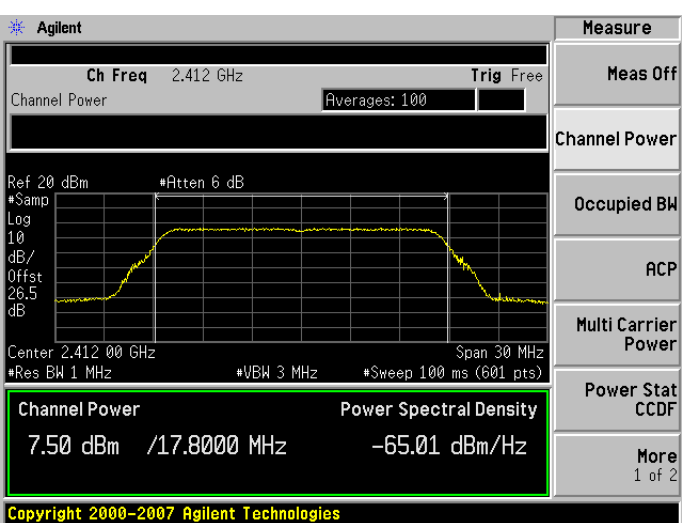 Agilent
Measure
Ch Freq 2.412 GHz Trig Free
Meas Off
Channel Power Averages: 100
Channel Power
Ref 20 dBm #Atten 6 dB
#Samp
Log
10
dB/
Offst
26.5
dB
Occupied BW
ACP
Multi Carrier
Power
Center 2.412 00 GHz Span 30 MHz
#Res BW 1 MHz #VBW 3 MHz #Sweep 100 ms (601 pts)
Power Stat
CCDF
Channel Power Power Spectral Density
7.50 dBm /17.8000 MHz -65.01 dBm/Hz
More
1 of 2
Copyright 2000-2007 Agilent Technologies